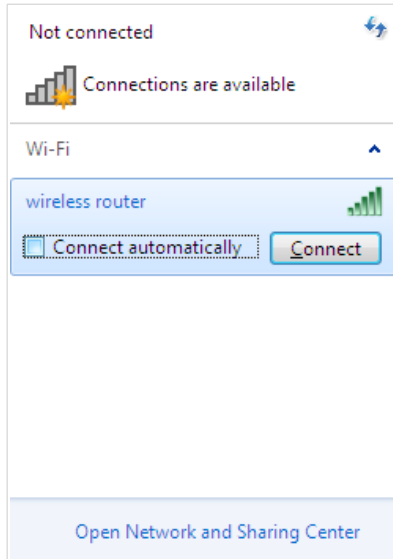 Not connected
Connections are available
Wi-Fi
wireless router
Connect automatically Connect
Open Network and Sharing Center